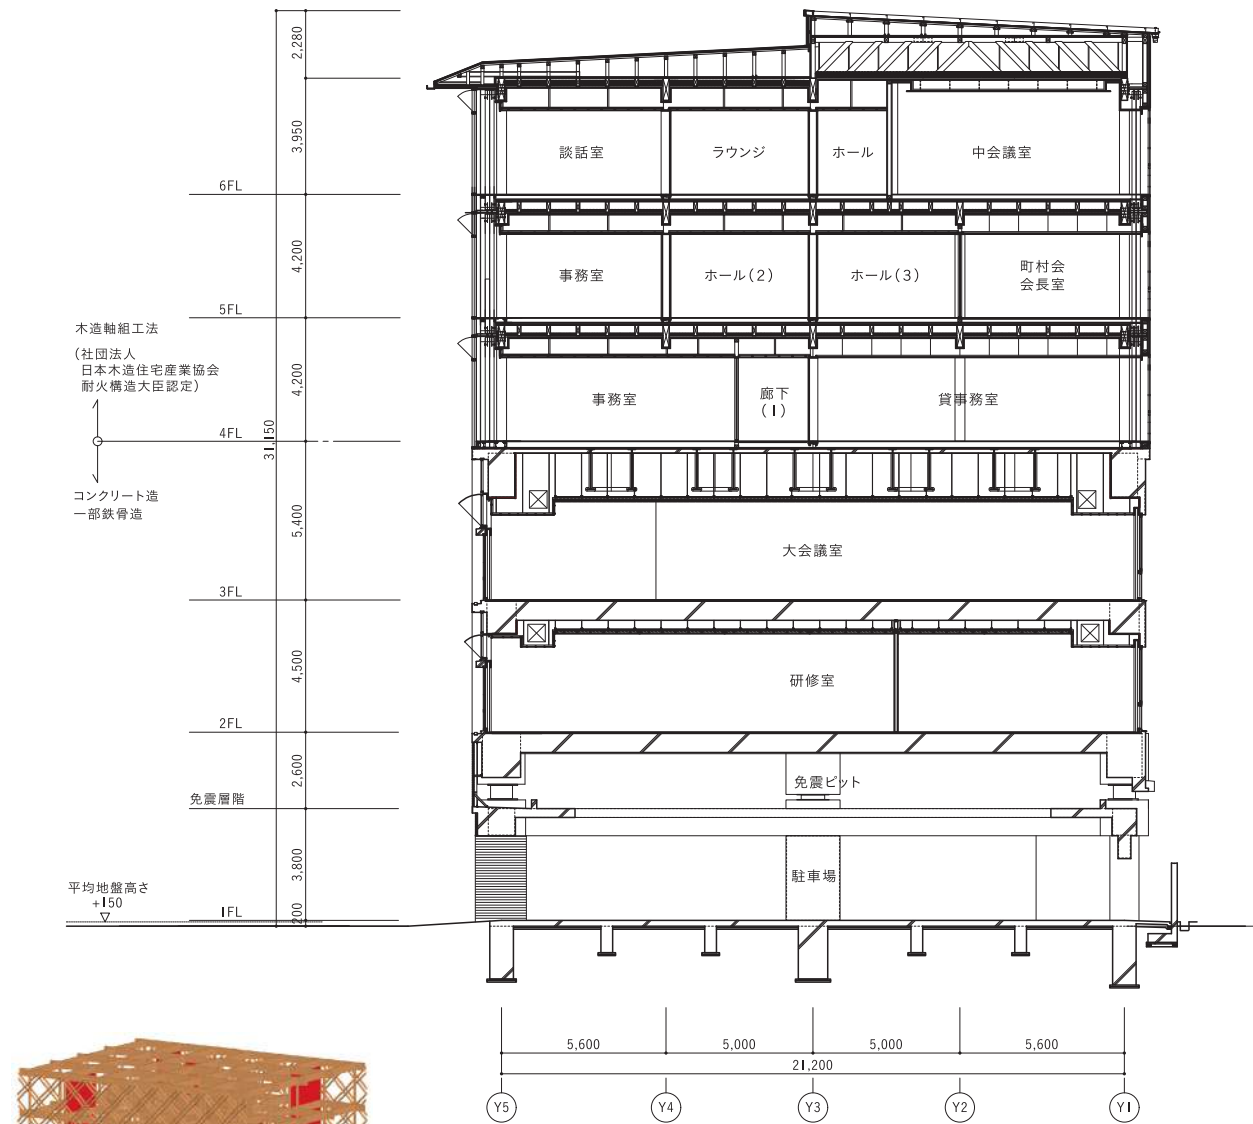 2,280
3,950
談話室
ラウンジ
ホール
中会議室
6FL
4,200
事務室
ホール(2)
ホール(3)
町村会
会長室
5FL
木造軸組工法
(社団法人
日本木造住宅産業協会
耐火構造大臣認定)
4,200
事務室
廊下
(1)
貸事務室
4FL
31,150
コンクリート造
一部鉄骨造
5,400
大会議室
3FL
4,500
研修室
2FL
2,600
免震ピット
免震層階
3,800
駐車場
平均地盤高さ
+150
1FL
200
5,600
5,000
5,000
5,600
21,200
Y5
Y4
Y3
Y2
Y1